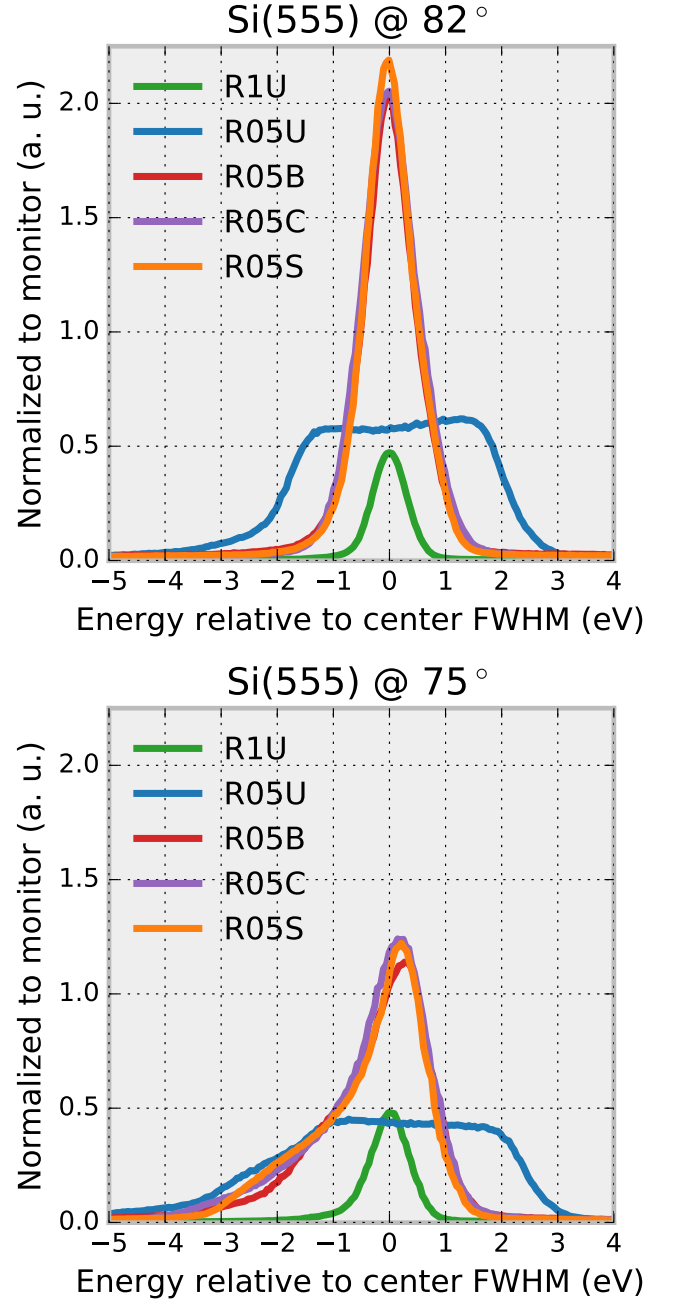 Si(555) @ 82°
Normalized to monitor (a. u.)
2.0
1.5
1.0
0.5
0.0
R1U
R05U
R05B
R05C
R05S
−5 −4 −3 −2 −1 0 1 2 3 4
Energy relative to center FWHM (eV)
Si(555) @ 75°
Normalized to monitor (a. u.)
2.0
1.5
1.0
0.5
0.0
R1U
R05U
R05B
R05C
R05S
−5 −4 −3 −2 −1 0 1 2 3 4
Energy relative to center FWHM (eV)